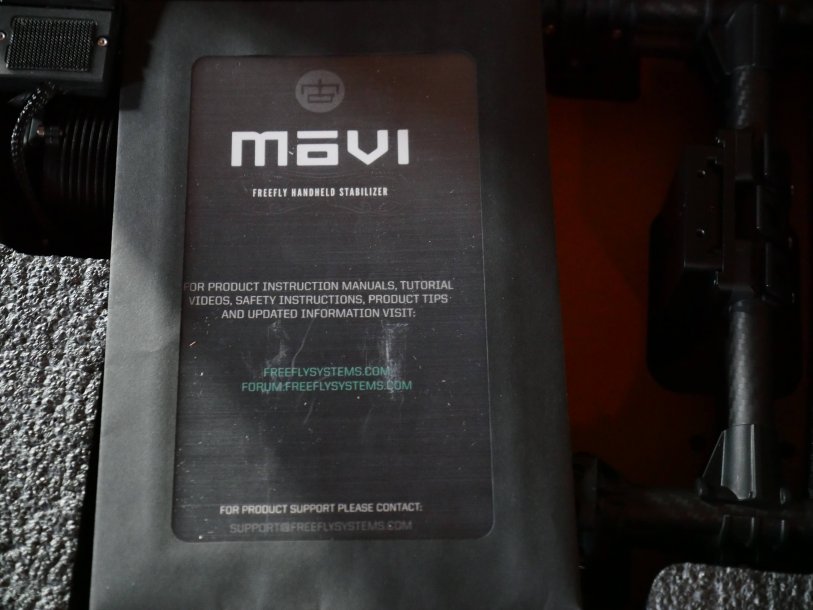 MōVI
FREEFLY HANDHELD STABILIZER
FOR PRODUCT INSTRUCTION MANUALS, TUTORIAL
VIDEOS, SAFETY INSTRUCTIONS, PRODUCT TIPS
AND UPDATED INFORMATION VISIT:
FREEFLYSYSTEMS.COM
FORUM.FREEFLYSYSTEMS.COM
FOR PRODUCT SUPPORT PLEASE CONTACT:
SUPPORT@FREEFLYSYSTEMS.COM